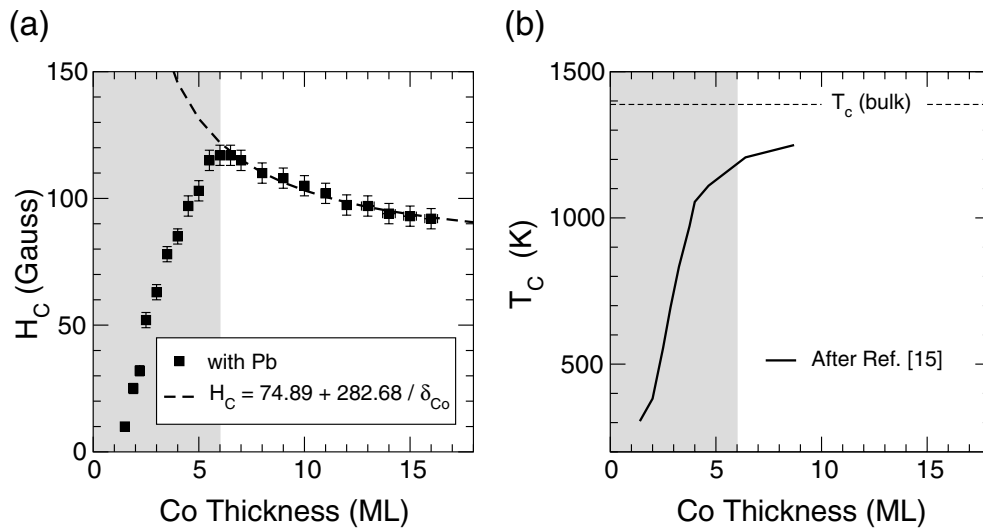 (a)
150
100
50
0
H_C (Gauss)
with Pb
H_C = 74.89 + 282.68 / δ_Co
0 5 10 15
Co Thickness (ML)
(b)
1500
1000
500
T_C (K)
T_c (bulk)
After Ref. [15]
0 5 10 15
Co Thickness (ML)